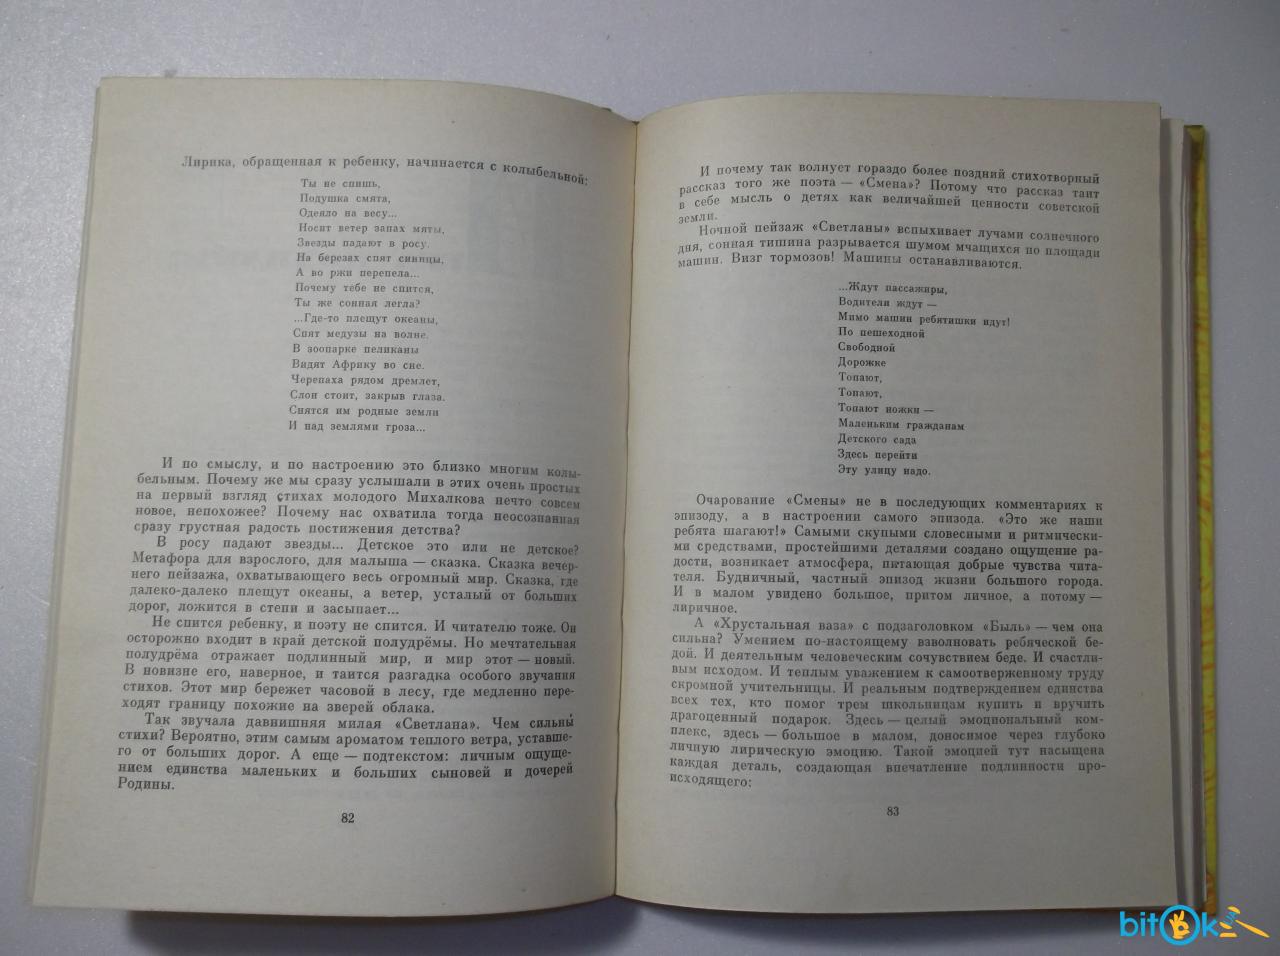 Лирика, обращенная к ребенку, начинается с колыбельной:
Ты не спишь,
Подушка смята,
Одеяло на весу...
Носит ветер запах мяты,
Звезды падают в росу.
На березах спят синицы,
А во ржи перепела...
Почему тебе не спится,
Ты же сонная легла?
...Где-то плещут океаны,
Спят медузы на волне.
В зоопарке пеликаны
Видят Африку во сне.
Черепаха рядом дремлет,
Слон стоит, закрыв глаза.
Снятся им родные земли
И над землями гроза...
И по смыслу, и по настроению это близко многим колы-
бельным. Почему же мы сразу услышали в этих очень простых
на первый взгляд стихах молодого Михалкова нечто совсем
новое, непохожее? Почему нас охватила тогда неосознанная
сразу грустная радость постижения детства?
В росу падают звезды... Детское это или не детское?
Метафора для взрослого, для малыша — сказка. Сказка вечер-
него пейзажа, охватывающего весь огромный мир. Сказка, где
далеко-далеко плещут океаны, а ветер, усталый от больших
дорог, ложится в степи и засыпает...
Не спится ребенку, и поэту не спится. И читателю тоже. Он
осторожно входит в край детской полудрёмы. Но мечтательная
полудрёма отражает подлинный мир, и мир этот — новый.
В новизне его, наверное, и таится разгадка особого звучания
стихов. Этот мир бережет часовой в лесу, где медленно пере-
ходят границу похожие на зверей облака.
Так звучала давнишняя милая «Светлана». Чем сильны
стихи? Вероятно, этим самым ароматом теплого ветра, уставше-
го от больших дорог. А еще — подтекстом: личным ощуще-
нием единства маленьких и больших сыновей и дочерей
Родины.
82
И почему так волнует гораздо более поздний стихотворный
рассказ того же поэта — «Смена»? Потому что рассказ таит
в себе мысль о детях как величайшей ценности советской
земли.
Ночной пейзаж «Светланы» вспыхивает лучами солнечного
дня, сонная тишина разрывается шумом мчащихся по площади
машин. Визг тормозов! Машины останавливаются.
...Ждут пассажиры,
Водители ждут —
Мимо машин ребятишки идут!
По пешеходной
Свободной
Дорожке
Топают,
Топают,
Топают ножки —
Маленьким гражданам
Детского сада
Здесь перейти
Эту улицу надо.
Очарование «Смены» не в последующих комментариях к
эпизоду, а в настроении самого эпизода. «Это же наши
ребята шагают!» Самыми скупыми словесными и ритмически-
ми средствами, простейшими деталями создано ощущение ра-
дости, возникает атмосфера, питающая добрые чувства чита-
теля. Будничный, частный эпизод жизни большого города.
И в малом увидено большое, притом личное, а потому —
лиричное.
А «Хрустальная ваза» с подзаголовком «Быль» — чем она
сильна? Умением по-настоящему взволновать ребяческой бе-
дой. И деятельным человеческим сочувствием беде. И счастли-
вым исходом. И теплым уважением к самоотверженному труду
скромной учительницы. И реальным подтверждением единства
всех тех, кто помог трем школьницам купить и вручить
драгоценный подарок. Здесь — целый эмоциональный ком-
плекс, здесь — большое в малом, доносимое через глубоко
личную лирическую эмоцию. Такой эмоцией тут насыщена
каждая деталь, создающая впечатление подлинности про-
исходящего:
83
bitok